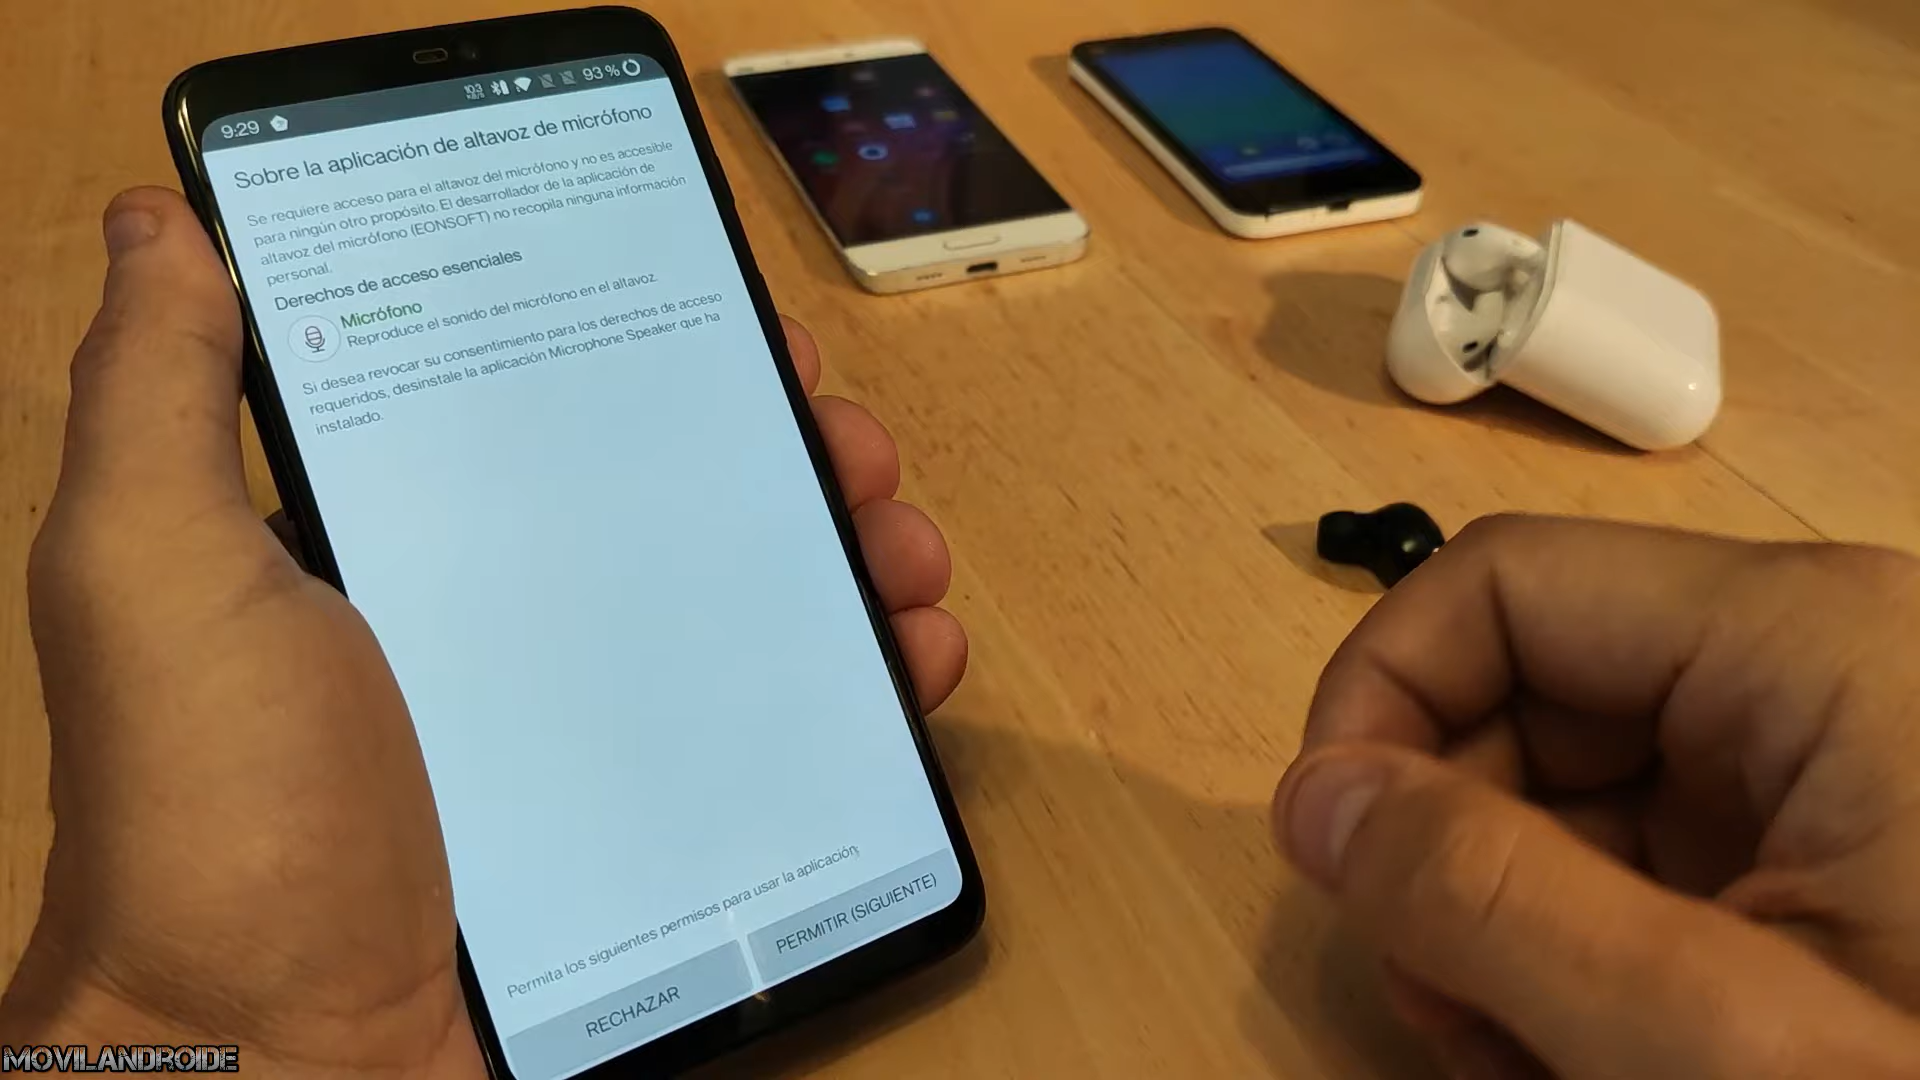 9:29 103 KB/S 93 %
Sobre la aplicación de altavoz de micrófono
Se requiere acceso para el altavoz del micrófono y no es accesible
para ningún otro propósito. El desarrollador de la aplicación de
altavoz del micrófono (EONSOFT) no recopila ninguna información
personal.
Derechos de acceso esenciales
Micrófono
Reproduce el sonido del micrófono en el altavoz.
Si desea revocar su consentimiento para los derechos de acceso
requeridos, desinstale la aplicación Microphone Speaker que ha
instalado.
Permita los siguientes permisos para usar la aplicación:
RECHAZAR
PERMITIR (SIGUIENTE)
MOVILANDROIDE